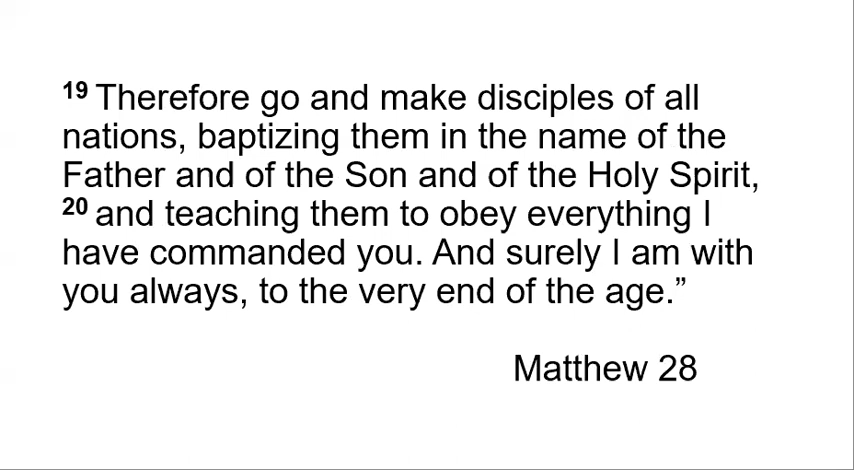 19 Therefore go and make disciples of all
nations, baptizing them in the name of the
Father and of the Son and of the Holy Spirit,
20 and teaching them to obey everything I
have commanded you. And surely I am with
you always, to the very end of the age.”
Matthew 28